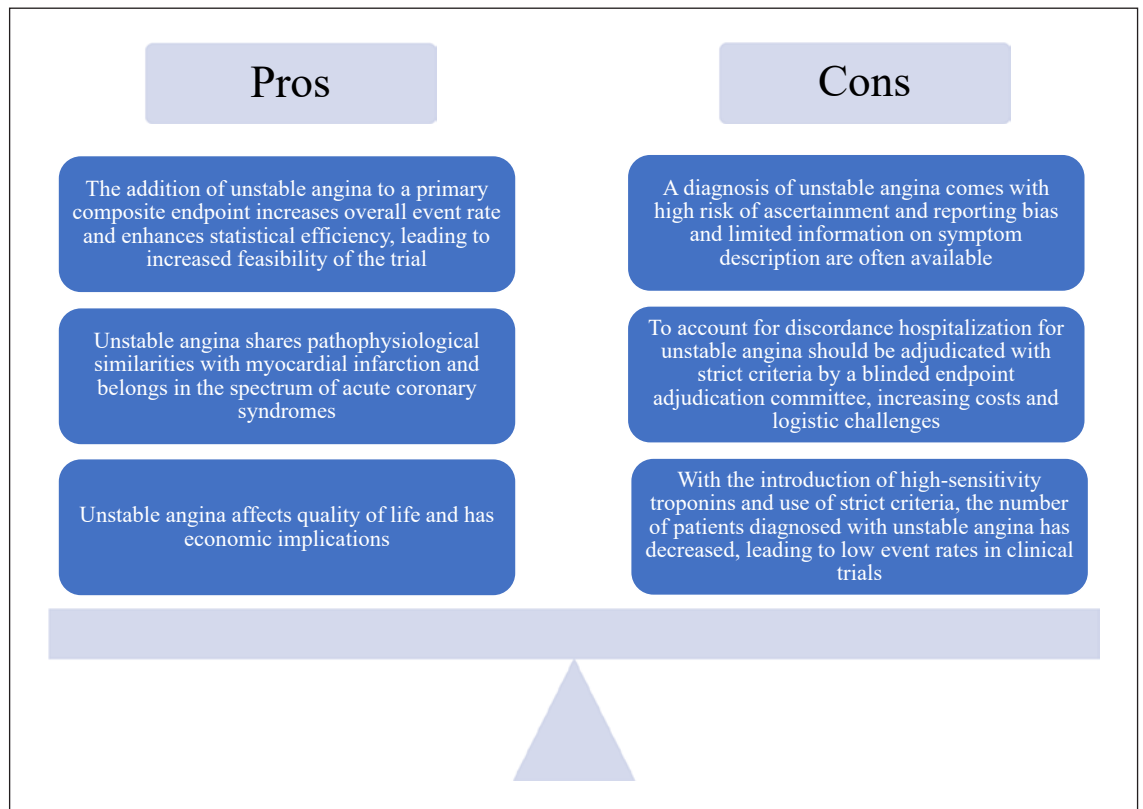 Pros
The addition of unstable angina to a primary
composite endpoint increases overall event rate
and enhances statistical efficiency, leading to
increased feasibility of the trial
Unstable angina shares pathophysiological
similarities with myocardial infarction and
belongs in the spectrum of acute coronary
syndromes
Unstable angina affects quality of life and has
economic implications
Cons
A diagnosis of unstable angina comes with
high risk of ascertainment and reporting bias
and limited information on symptom
description are often available
To account for discordance hospitalization for
unstable angina should be adjudicated with
strict criteria by a blinded endpoint
adjudication committee, increasing costs and
logistic challenges
With the introduction of high-sensitivity
troponins and use of strict criteria, the number
of patients diagnosed with unstable angina has
decreased, leading to low event rates in clinical
trials